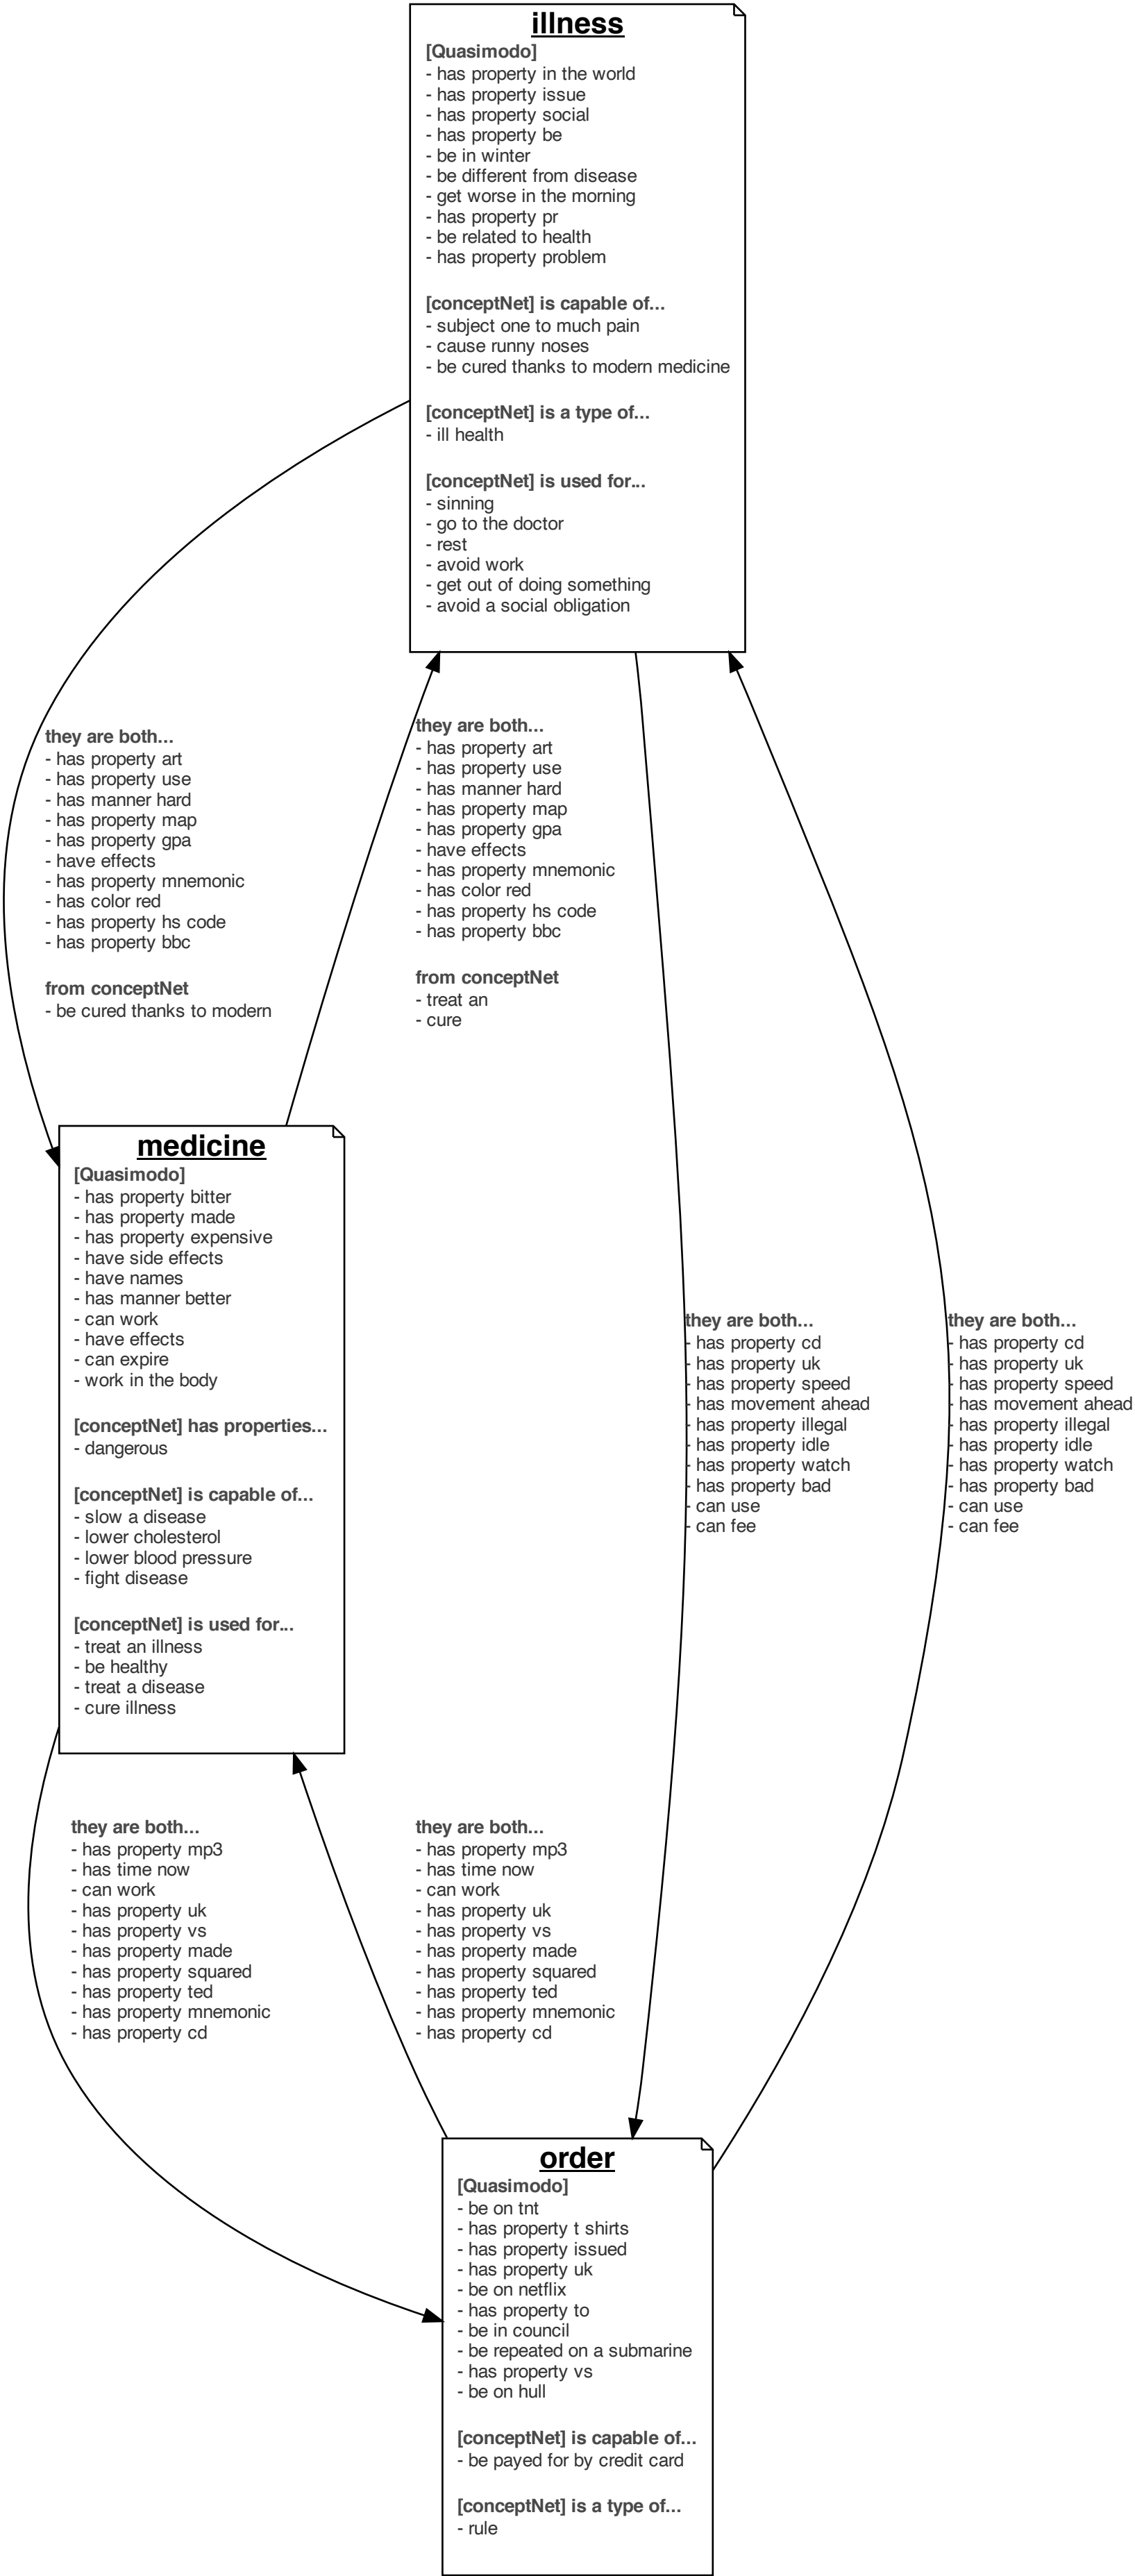 illness
[Quasimodo]
- has property in the world
- has property issue
- has property social
- has property be
- be in winter
- be different from disease
- get worse in the morning
- has property pr
- be related to health
- has property problem
[conceptNet] is capable of...
- subject one to much pain
- cause runny noses
- be cured thanks to modern medicine
[conceptNet] is a type of...
- ill health
[conceptNet] is used for...
- sinning
- go to the doctor
- rest
- avoid work
- get out of doing something
- avoid a social obligation
they are both...
- has property art
- has property use
- has manner hard
- has property map
- has property gpa
- have effects
- has property mnemonic
- has color red
- has property hs code
- has property bbc
from conceptNet
- be cured thanks to modern
they are both...
- has property art
- has property use
- has manner hard
- has property map
- has property gpa
- have effects
- has property mnemonic
- has color red
- has property hs code
- has property bbc
from conceptNet
- treat an
- cure
medicine
[Quasimodo]
- has property bitter
- has property made
- has property expensive
- have side effects
- have names
- has manner better
- can work
- have effects
- can expire
- work in the body
[conceptNet] has properties...
- dangerous
[conceptNet] is capable of...
- slow a disease
- lower cholesterol
- lower blood pressure
- fight disease
[conceptNet] is used for...
- treat an illness
- be healthy
- treat a disease
- cure illness
they are both...
- has property cd
- has property uk
- has property speed
- has movement ahead
- has property illegal
- has property idle
- has property watch
- has property bad
- can use
- can fee
they are both...
- has property cd
- has property uk
- has property speed
- has movement ahead
- has property illegal
- has property idle
- has property watch
- has property bad
- can use
- can fee
they are both...
- has property mp3
- has time now
- can work
- has property uk
- has property vs
- has property made
- has property squared
- has property ted
- has property mnemonic
- has property cd
they are both...
- has property mp3
- has time now
- can work
- has property uk
- has property vs
- has property made
- has property squared
- has property ted
- has property mnemonic
- has property cd
order
[Quasimodo]
- be on tnt
- has property t shirts
- has property issued
- has property uk
- be on netflix
- has property to
- be in council
- be repeated on a submarine
- has property vs
- be on hull
[conceptNet] is capable of...
- be payed for by credit card
[conceptNet] is a type of...
- rule